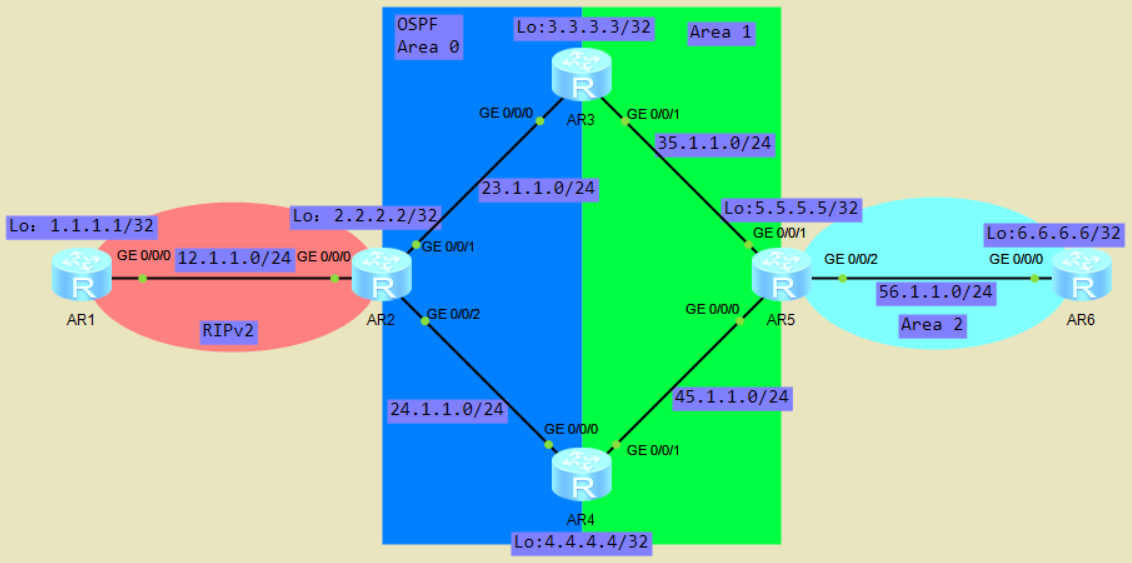 OSPF
Area 0
Lo:3.3.3.3/32
Area 1
R
GE 0/0/0
AR3
GE 0/0/1
35.1.1.0/24
23.1.1.0/24
Lo: 1.1.1.1/32
Lo: 2.2.2.2/32
Lo:5.5.5.5/32
Lo:6.6.6.6/32
GE 0/0/0
12.1.1.0/24
GE 0/0/0
GE 0/0/1
GE 0/0/1
GE 0/0/2
GE 0/0/0
R
R
R
R
56.1.1.0/24
AR1
RIPv2
AR2
GE 0/0/2
GE 0/0/0
AR5
Area 2
AR6
24.1.1.0/24
45.1.1.0/24
GE 0/0/0
GE 0/0/1
R
AR4
Lo:4.4.4.4/32